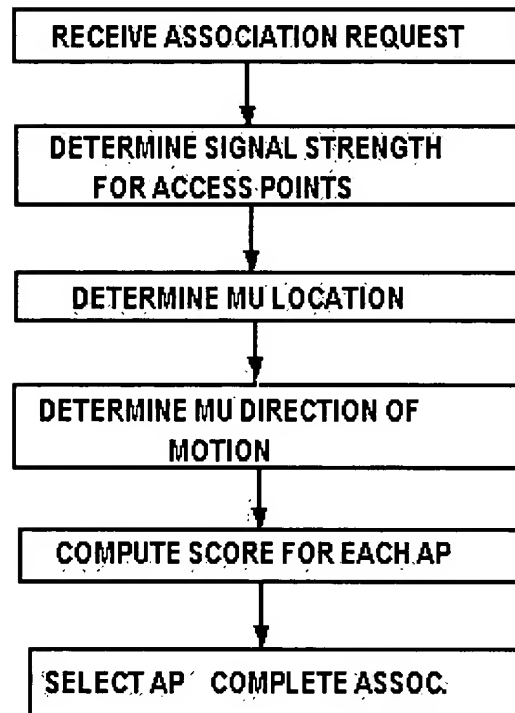 RECEIVE ASSOCIATION REQUEST
DETERMINE SIGNAL STRENGTH
FOR ACCESS POINTS
DETERMINE MU LOCATION
DETERMINE MU DIRECTION OF
MOTION
COMPUTE SCORE FOR EACH AP
SELECT AP COMPLETE ASSOC.